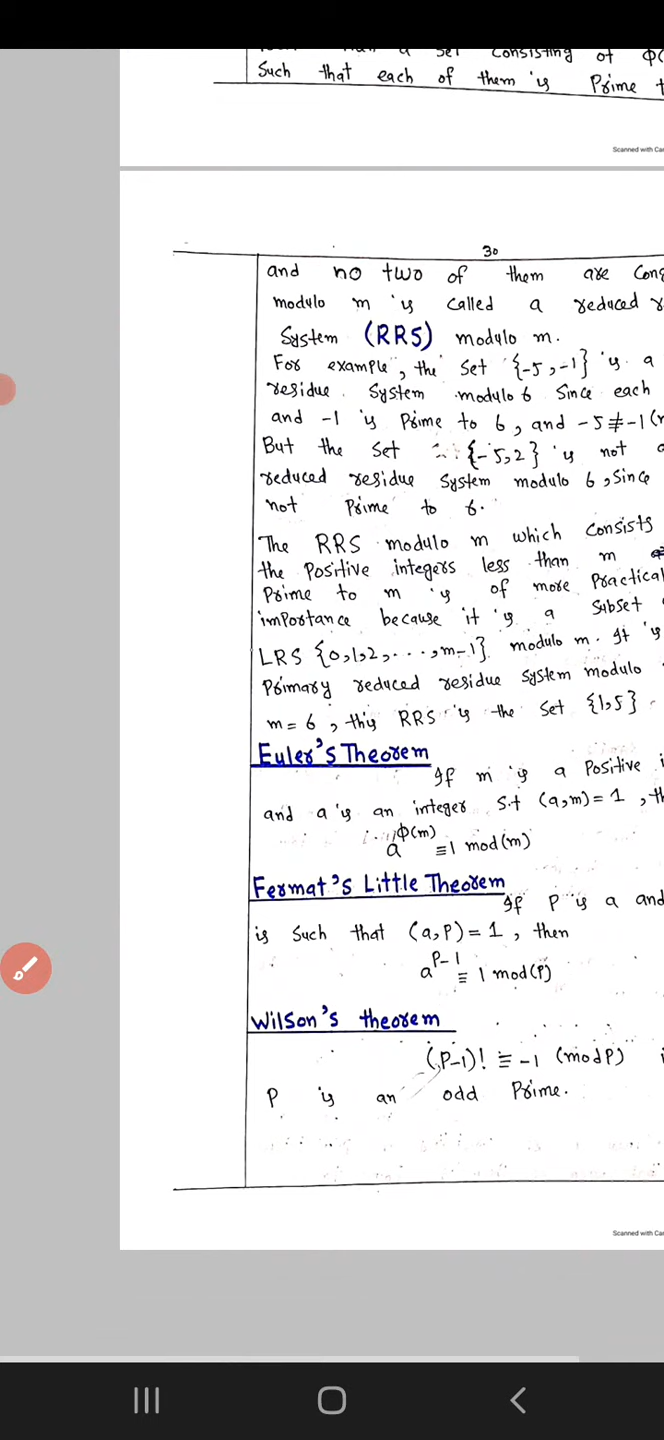 a set consisting of φ(
Such that each of them is Prime t
Scanned with Ca
30
and no two of them are Cong
modulo m is called a reduced r
System (RRS) modulo m.
For example, the set {-5,-1} is a
residue System modulo 6 Since each
and -1 is Prime to 6, and -5≢-1(m
But the Set {-5,2} is not a
reduced residue System modulo 6, Since
not Prime to 6.
The RRS modulo m which consists
the Positive integers less than m
Prime to m is of more Practical
importance because it is a Subset
LRS {0,1,2,...,m-1} modulo m. It is
Primary reduced residue System modulo
m=6, this RRS is the Set {1,5}
Euler's Theorem
If m is a Positive i
and a is an integer S.t (a,m)=1, th
a^φ(m) ≡1 mod(m)
Fermat's Little Theorem
If P is a and
is Such that (a,P)=1, then
a^P-1 ≡ 1 mod(P)
Wilson's theorem
(P-1)! ≡ -1 (mod P) i
P is an odd Prime.
Scanned with Ca